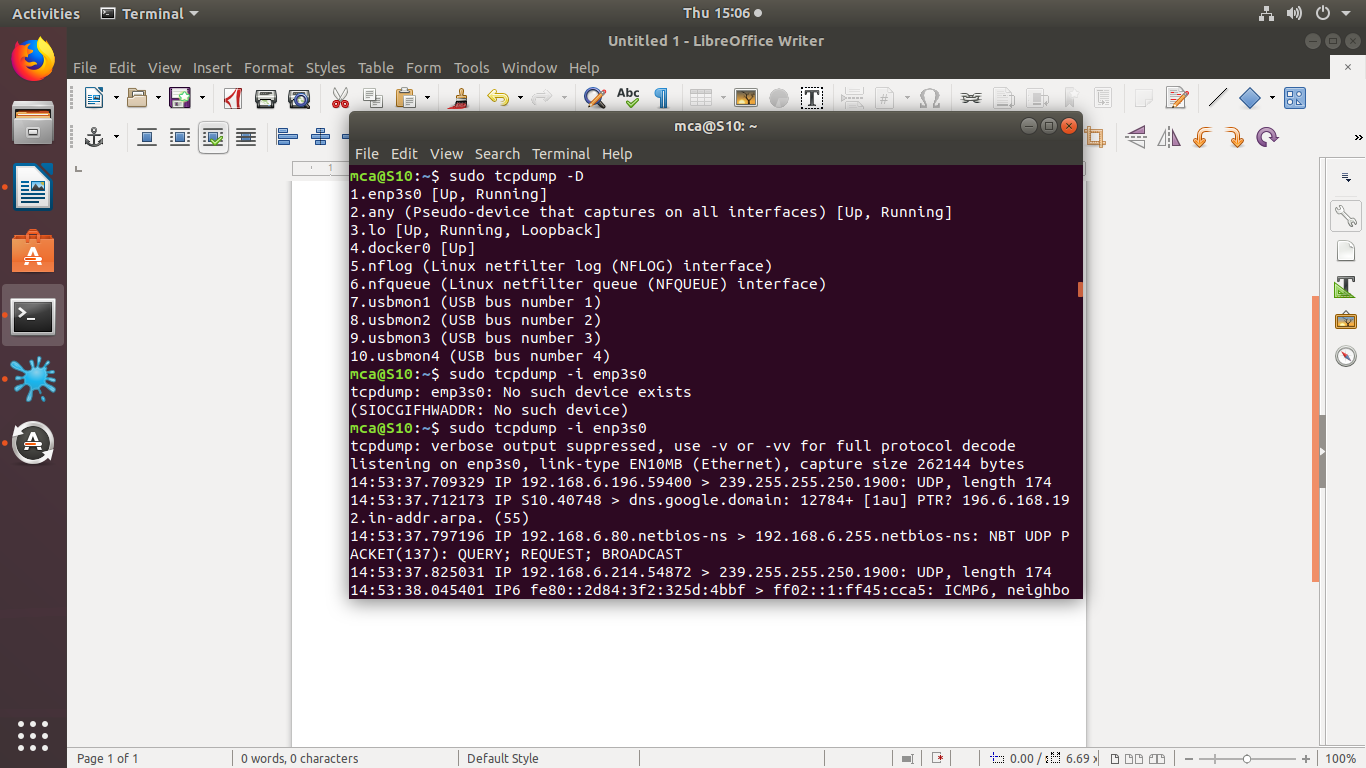 Activities Terminal Thu 15:06
Untitled 1 - LibreOffice Writer
File Edit View Insert Format Styles Table Form Tools Window Help
mca@S10: ~
File Edit View Search Terminal Help
1
mca@S10:~$ sudo tcpdump -D
1.enp3s0 [Up, Running]
2.any (Pseudo-device that captures on all interfaces) [Up, Running]
3.lo [Up, Running, Loopback]
4.docker0 [Up]
5.nflog (Linux netfilter log (NFLOG) interface)
6.nfqueue (Linux netfilter queue (NFQUEUE) interface)
7.usbmon1 (USB bus number 1)
8.usbmon2 (USB bus number 2)
9.usbmon3 (USB bus number 3)
10.usbmon4 (USB bus number 4)
mca@S10:~$ sudo tcpdump -i emp3s0
tcpdump: emp3s0: No such device exists
(SIOCGIFHWADDR: No such device)
mca@S10:~$ sudo tcpdump -i enp3s0
tcpdump: verbose output suppressed, use -v or -vv for full protocol decode
listening on enp3s0, link-type EN10MB (Ethernet), capture size 262144 bytes
14:53:37.709329 IP 192.168.6.196.59400 > 239.255.255.250.1900: UDP, length 174
14:53:37.712173 IP S10.40748 > dns.google.domain: 12784+ [1au] PTR? 196.6.168.19
2.in-addr.arpa. (55)
14:53:37.797196 IP 192.168.6.80.netbios-ns > 192.168.6.255.netbios-ns: NBT UDP P
ACKET(137): QUERY; REQUEST; BROADCAST
14:53:37.825031 IP 192.168.6.214.54872 > 239.255.255.250.1900: UDP, length 174
14:53:38.045401 IP6 fe80::2d84:3f2:325d:4bbf > ff02::1:ff45:cca5: ICMP6, neighbo
Page 1 of 1 0 words, 0 characters Default Style 0.00 / 6.69 x 100%